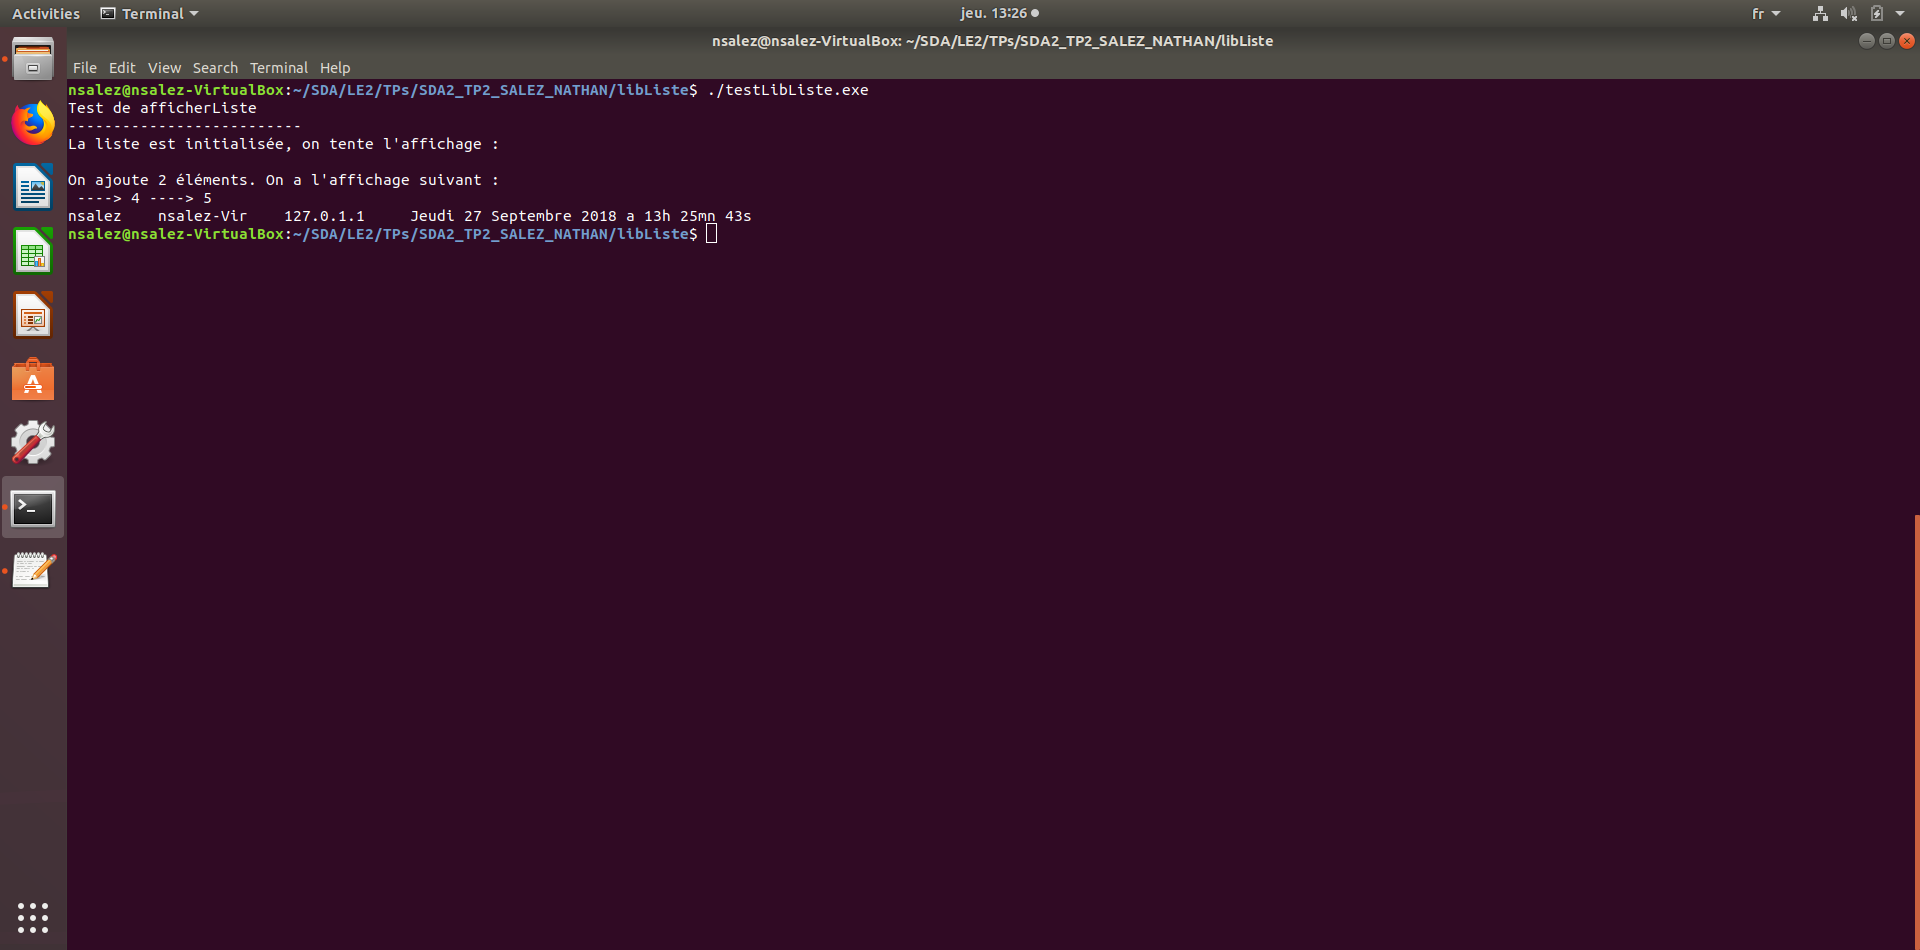 Activities Terminal jeu. 13:26 fr
nsalez@nsalez-VirtualBox: ~/SDA/LE2/TPs/SDA2_TP2_SALEZ_NATHAN/libListe
File Edit View Search Terminal Help
nsalez@nsalez-VirtualBox:~/SDA/LE2/TPs/SDA2_TP2_SALEZ_NATHAN/libListe$ ./testLibListe.exe
Test de afficherListe
--------------------------
La liste est initialisée, on tente l'affichage :
On ajoute 2 éléments. On a l'affichage suivant :
 ----> 4 ----> 5
nsalez    nsalez-Vir    127.0.1.1     Jeudi 27 Septembre 2018 a 13h 25mn 43s
nsalez@nsalez-VirtualBox:~/SDA/LE2/TPs/SDA2_TP2_SALEZ_NATHAN/libListe$